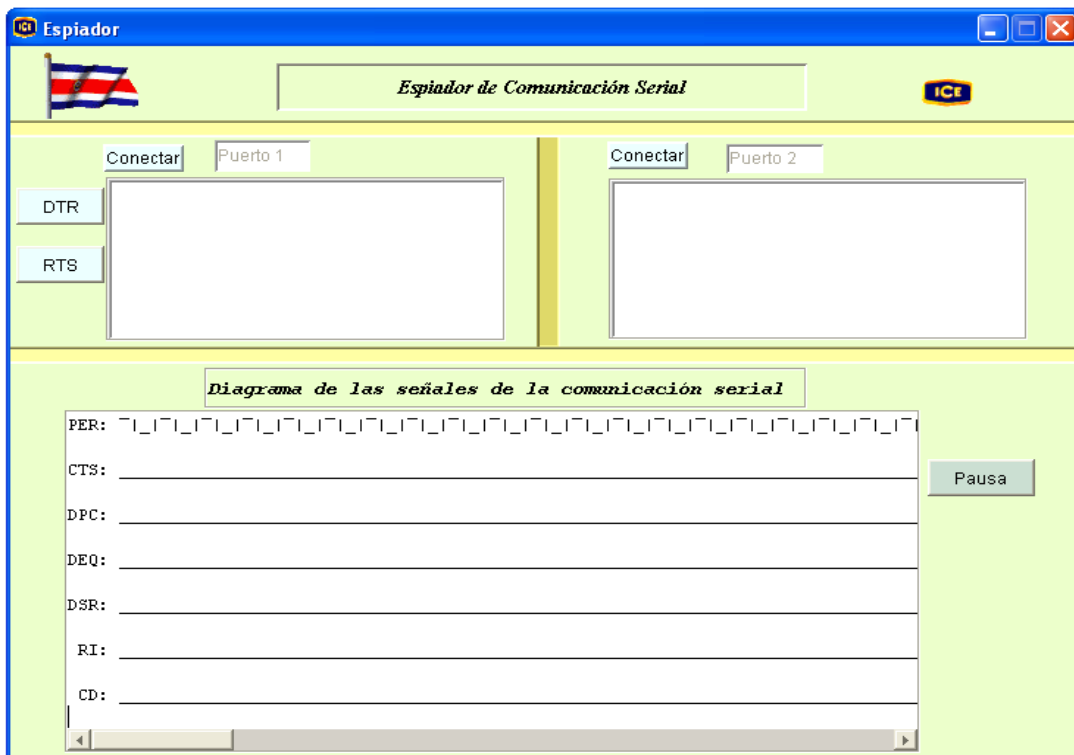 ICE Espiador
Espiador de Comunicación Serial
ICE
Conectar Puerto 1
Conectar Puerto 2
DTR
RTS
Diagrama de las señales de la comunicación serial
PER:
CTS:
DPC:
DEQ:
DSR:
RI:
CD:
Pausa